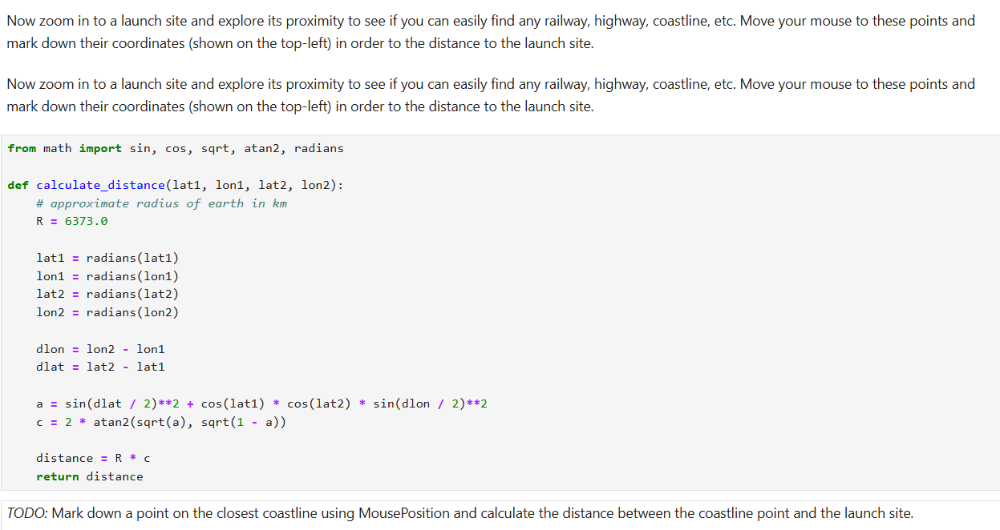 Now zoom in to a launch site and explore its proximity to see if you can easily find any railway, highway, coastline, etc. Move your mouse to these points and
mark down their coordinates (shown on the top-left) in order to the distance to the launch site.
Now zoom in to a launch site and explore its proximity to see if you can easily find any railway, highway, coastline, etc. Move your mouse to these points and
mark down their coordinates (shown on the top-left) in order to the distance to the launch site.
from math import sin, cos, sqrt, atan2, radians
def calculate_distance(lat1, lon1, lat2, lon2):
    # approximate radius of earth in km
    R = 6373.0
    lat1 = radians(lat1)
    lon1 = radians(lon1)
    lat2 = radians(lat2)
    lon2 = radians(lon2)
    dlon = lon2 - lon1
    dlat = lat2 - lat1
    a = sin(dlat / 2)**2 + cos(lat1) * cos(lat2) * sin(dlon / 2)**2
    c = 2 * atan2(sqrt(a), sqrt(1 - a))
    distance = R * c
    return distance
TODO: Mark down a point on the closest coastline using MousePosition and calculate the distance between the coastline point and the launch site.